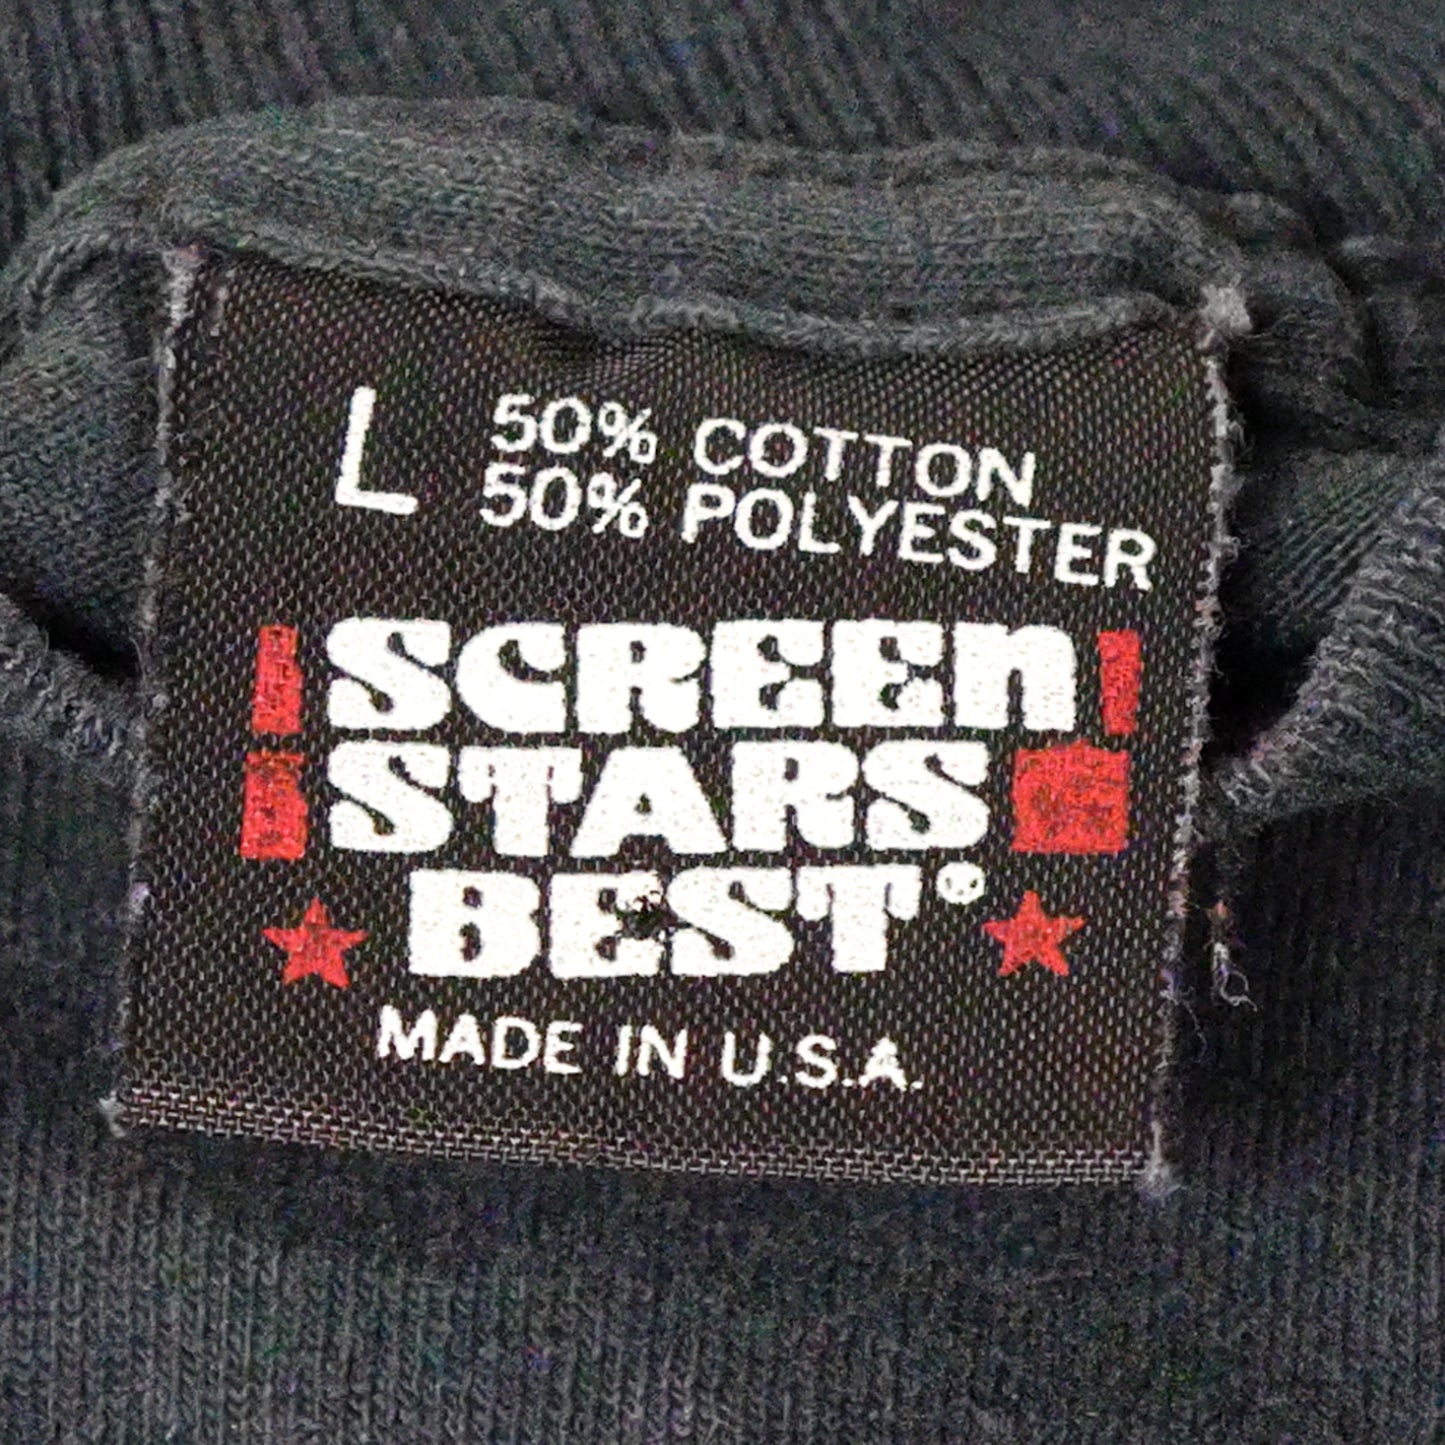 L 50% COTTON
50% POLYESTER
SCREEN
STARS
BEST®
MADE IN U.S.A.